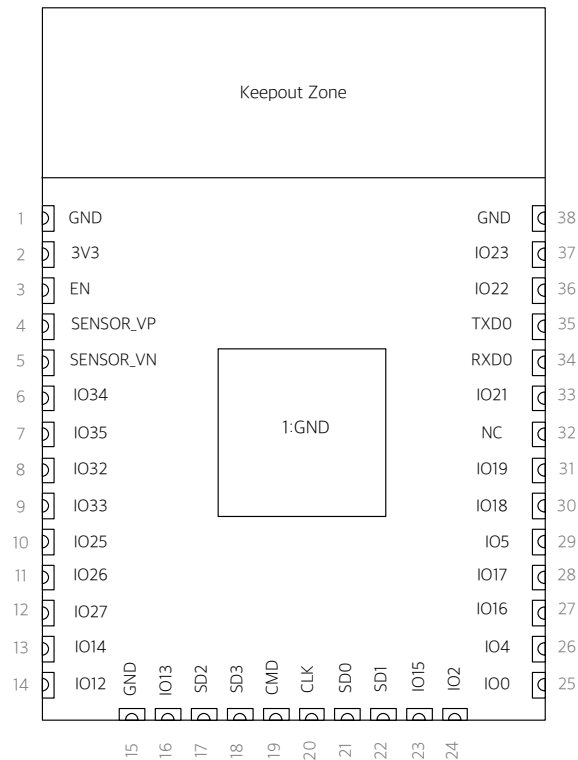 Keepout Zone
1 GND GND 38
2 3V3 IO23 37
3 EN IO22 36
4 SENSOR_VP TXD0 35
5 SENSOR_VN RXD0 34
6 IO34 IO21 33
7 IO35 1:GND NC 32
8 IO32 IO19 31
9 IO33 IO18 30
10 IO25 IO5 29
11 IO26 IO17 28
12 IO27 IO16 27
13 IO14 IO4 26
14 IO12 IO0 25
GND IO13 SD2 SD3 CMD CLK SD0 SD1 IO15 IO2
15 16 17 18 19 20 21 22 23 24